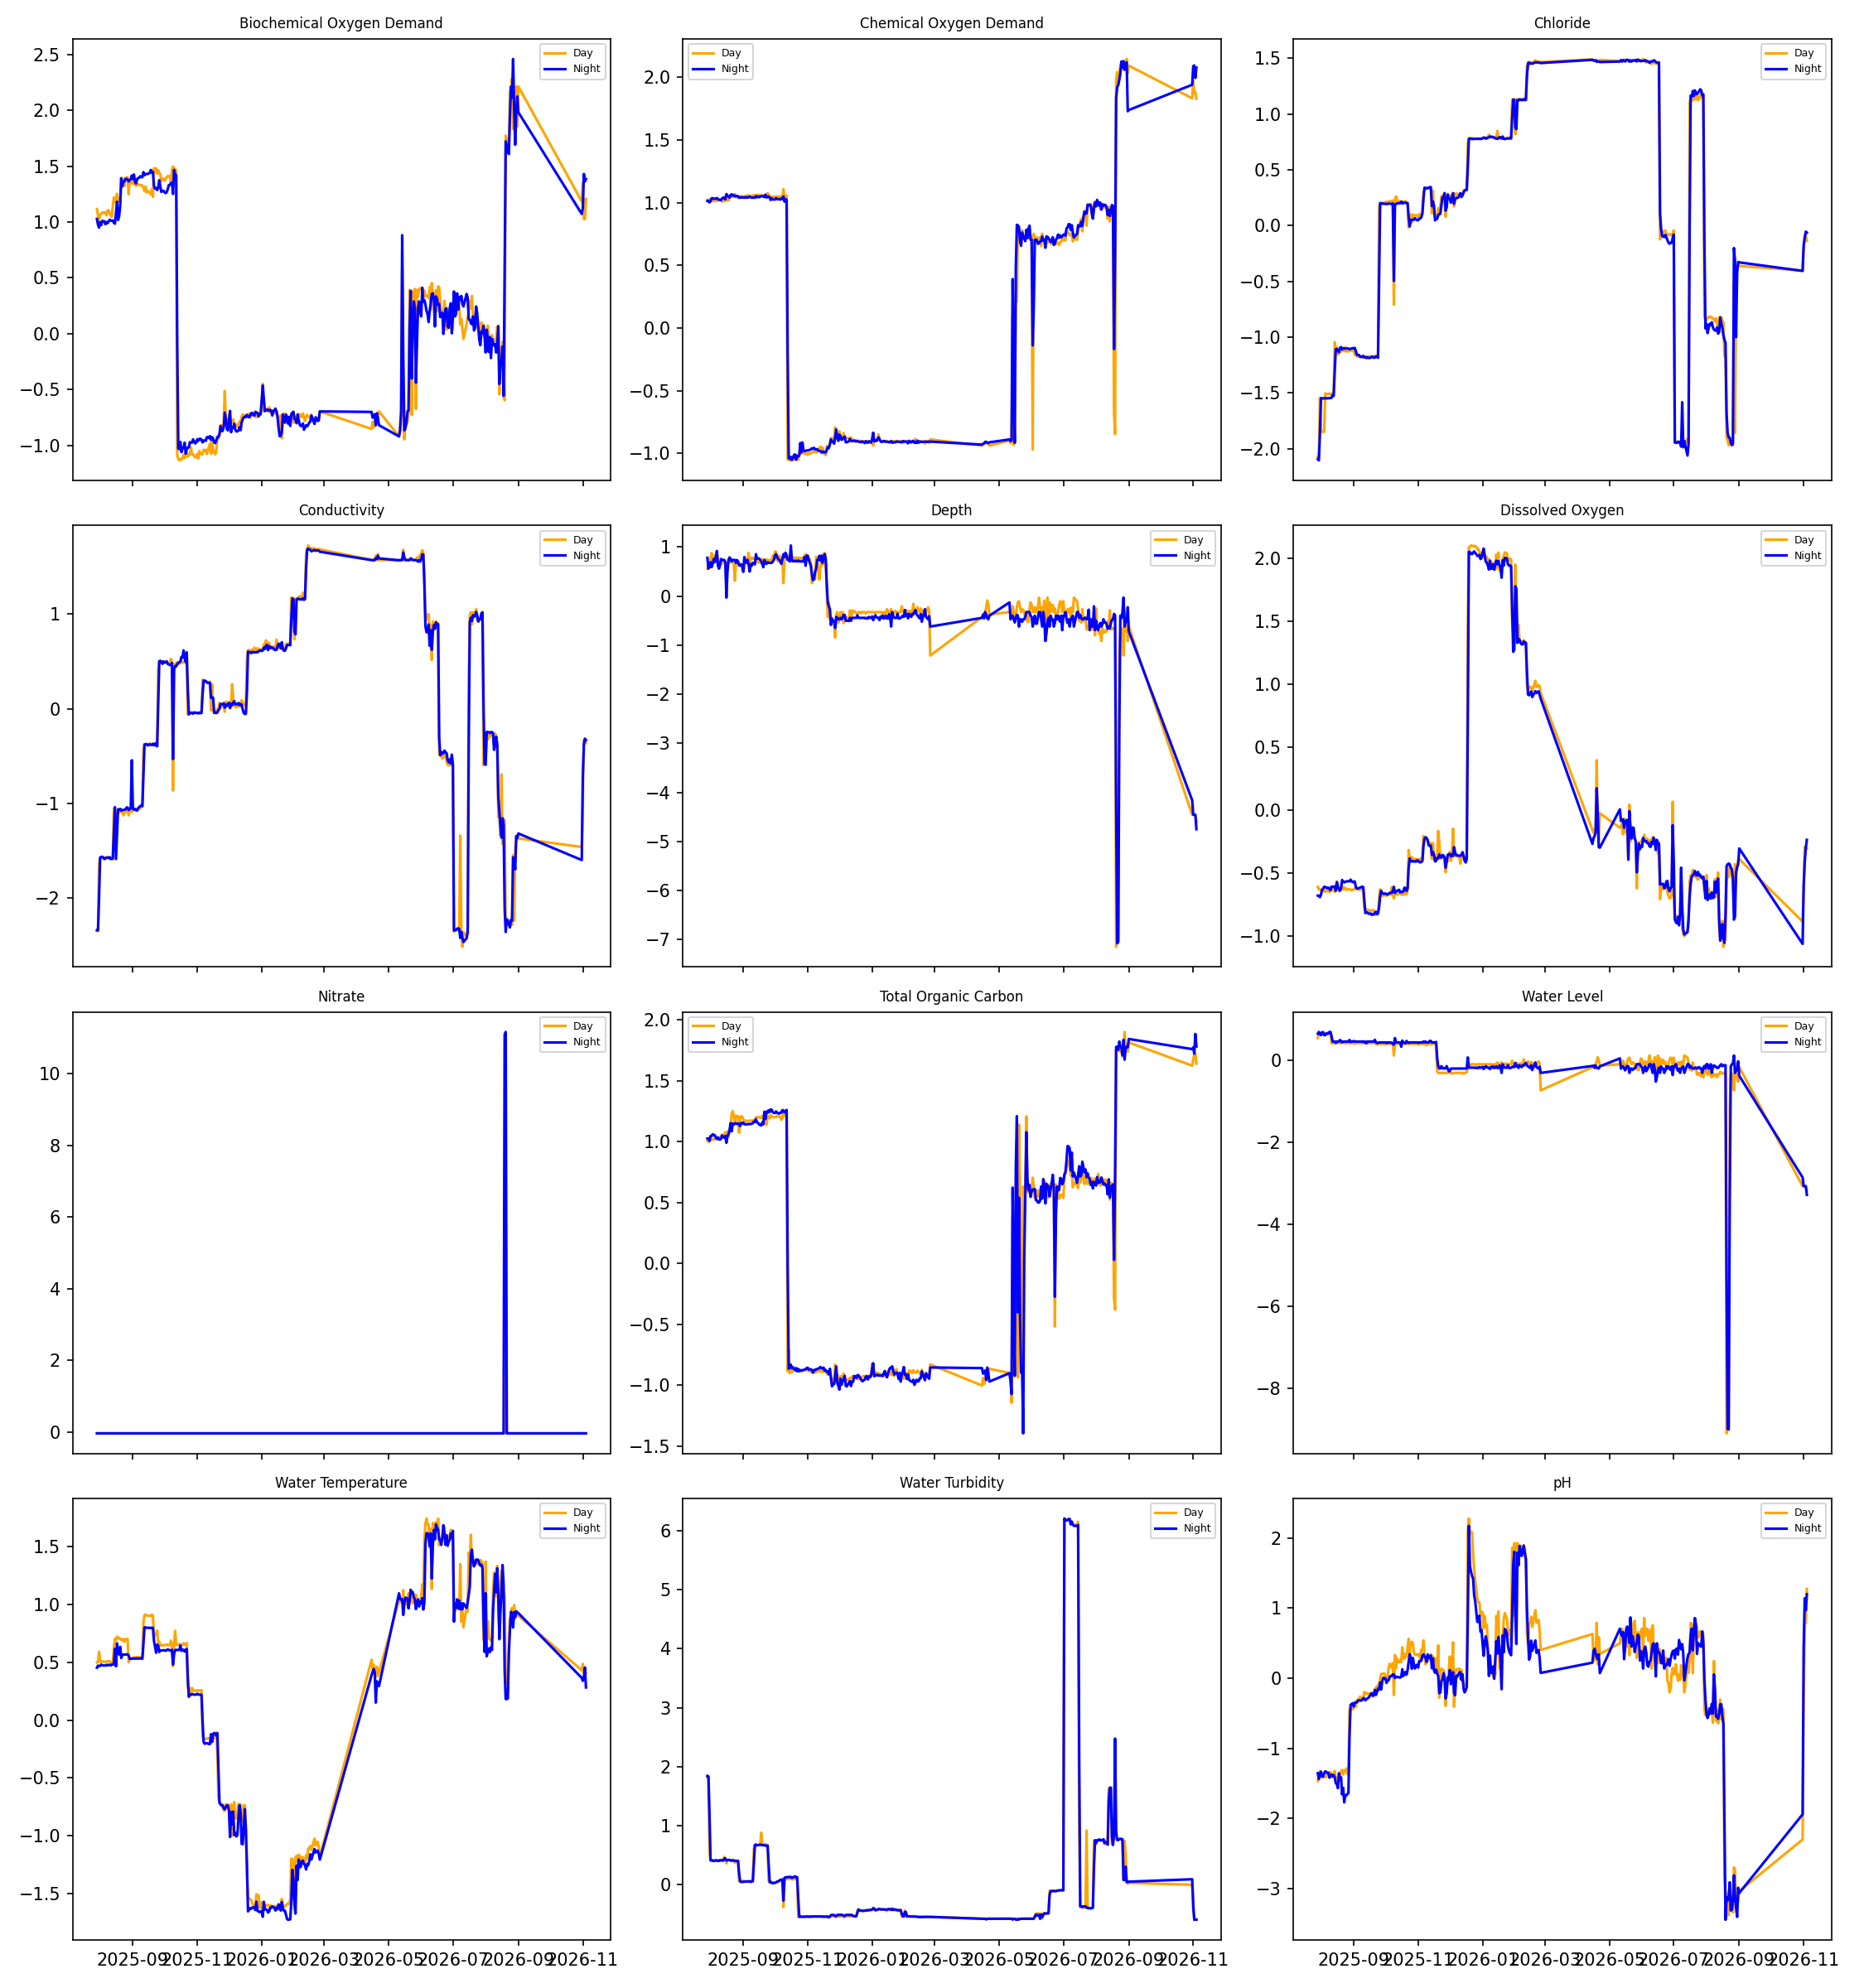 Biochemical Oxygen Demand
2.5
2.0
1.5
1.0
0.5
0.0
−0.5
−1.0
Day
Night
Chemical Oxygen Demand
2.0
1.5
1.0
0.5
0.0
−0.5
−1.0
Day
Night
Chloride
1.5
1.0
0.5
0.0
−0.5
−1.0
−1.5
−2.0
Day
Night
Conductivity
1
0
−1
−2
Day
Night
Depth
1
0
−1
−2
−3
−4
−5
−6
−7
Day
Night
Dissolved Oxygen
2.0
1.5
1.0
0.5
0.0
−0.5
−1.0
Day
Night
Nitrate
10
8
6
4
2
0
Day
Night
Total Organic Carbon
2.0
1.5
1.0
0.5
0.0
−0.5
−1.0
−1.5
Day
Night
Water Level
0
−2
−4
−6
−8
Day
Night
Water Temperature
1.5
1.0
0.5
0.0
−0.5
−1.0
−1.5
Day
Night
2025-09 2025-11 2026-01 2026-03 2026-05 2026-07 2026-09 2026-11
Water Turbidity
6
5
4
3
2
1
0
Day
Night
2025-09 2025-11 2026-01 2026-03 2026-05 2026-07 2026-09 2026-11
pH
2
1
0
−1
−2
−3
Day
Night
2025-09 2025-11 2026-01 2026-03 2026-05 2026-07 2026-09 2026-11